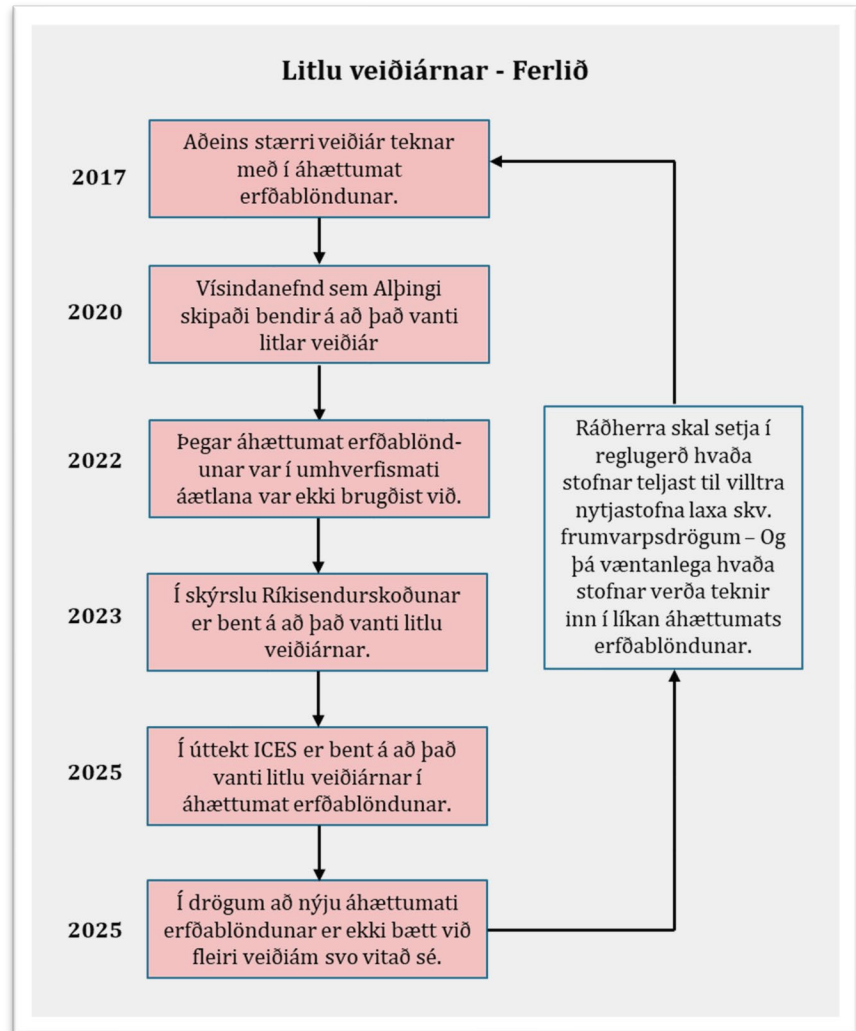 Litlu veiðiárnar - Ferlið
2017
Aðeins stærri veiðiár teknar
með í áhættumat
erfðablöndunar.
2020
Vísindanefnd sem Alþingi
skipaði bendir á að það vanti
litlar veiðiár
2022
Þegar áhættumat erfðablönd-
unar var í umhverfismati
áætlana var ekki brugðist við.
2023
Í skýrslu Ríkisendurskoðunar
er bent á að það vanti litlu
veiðiárnar.
2025
Í úttekt ICES er bent á að það
vanti litlu veiðiárnar í
áhættumat erfðablöndunar.
2025
Í drögum að nýju áhættumati
erfðablöndunar er ekki bætt við
fleiri veiðiám svo vitað sé.
Ráðherra skal setja í
reglugerð hvaða
stofnar teljast til villtra
nytjastofna laxa skv.
frumvarpsdrögum – Og
þá væntanlega hvaða
stofnar verða teknir
inn í líkan áhættumats
erfðablöndunar.